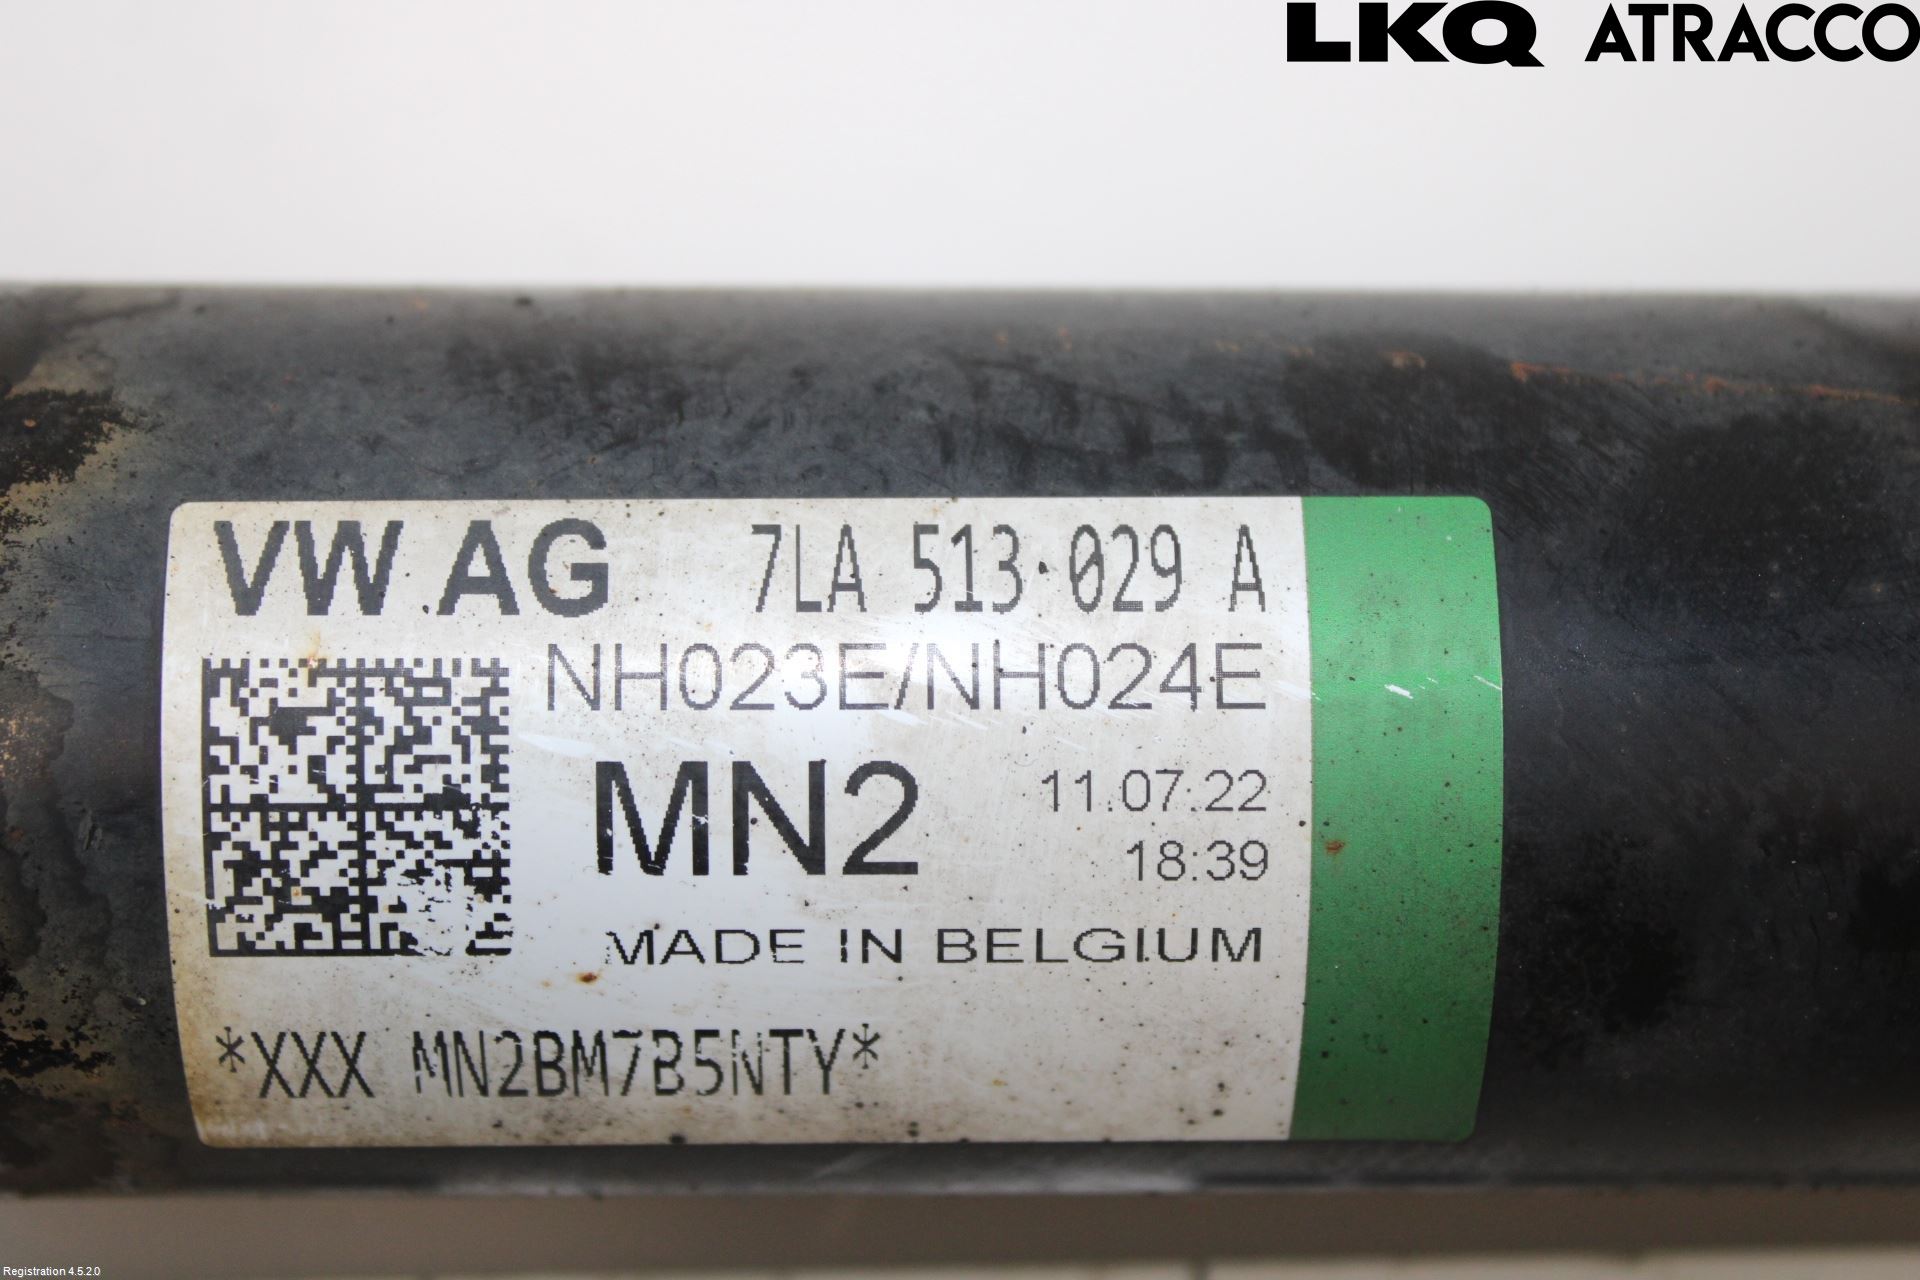 LKQ ATRACCO
VW AG 7LA 513 029 A
NH023E/NH024E
MN2 11.07.22
18:39
MADE IN BELGIUM
*XXX MN2BM7B5NTY*
Registration 4.5.2.0